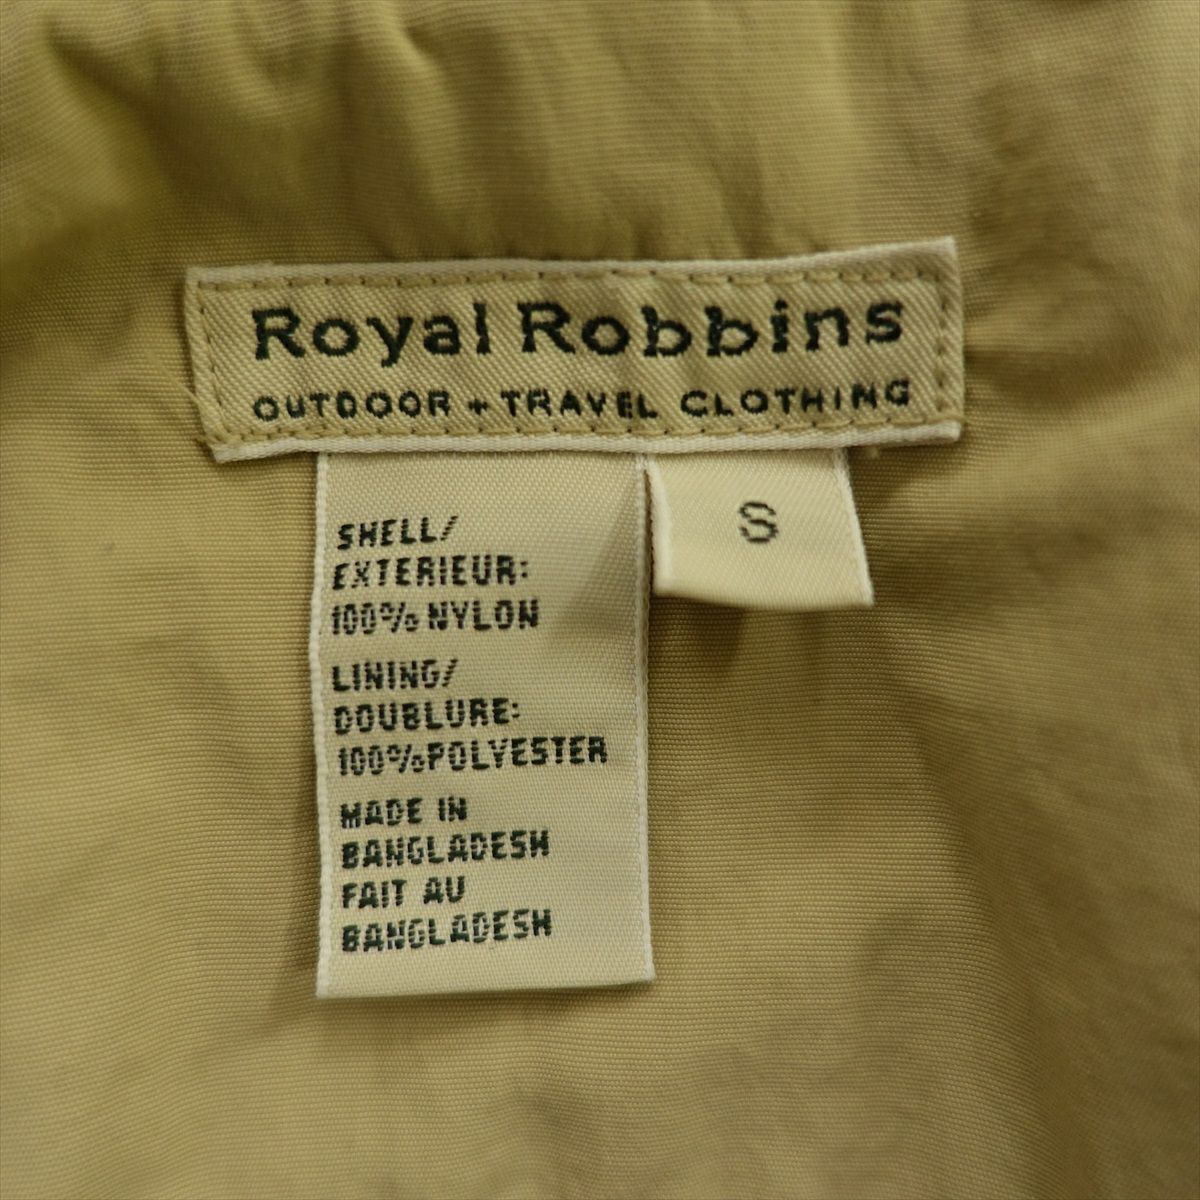 Royal Robbins
OUTDOOR + TRAVEL CLOTHING
S
SHELL/
EXTERIEUR:
100% NYLON
LINING/
DOUBLURE:
100% POLYESTER
MADE IN
BANGLADESH
FAIT AU
BANGLADESH